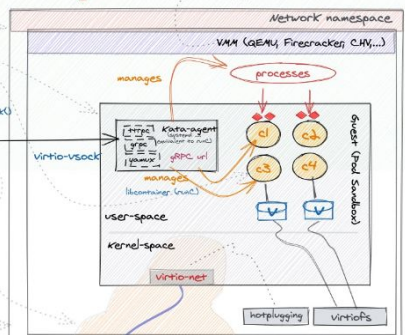 Network namespace
VMM (QEMU, Firecracker, CHV,...)
manages
processes
ttrpc
grpc
yamux
kata-agent
equivalent to runC)
gRPC url
c1
c2
c3
c4
Guest (Pod Sandbox)
virtio-vsock
manages
libcontainer (runC)
V
V
user-space
kernel-space
virtio-net
hotplugging
virtiofs